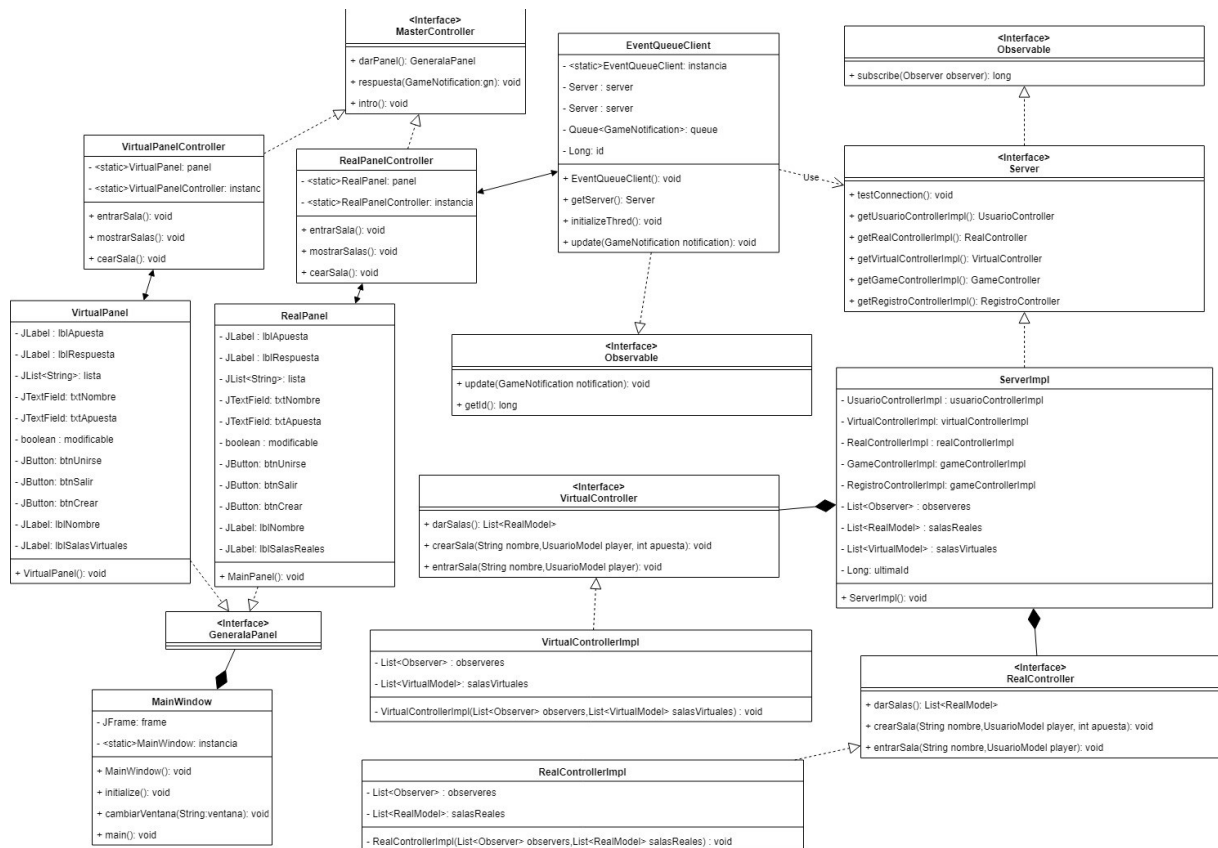 <Interface>
MasterController
+ darPanel(): GeneralaPanel
+ respuesta(GameNotification:gn): void
+ intro(): void
EventQueueClient
- <static>EventQueueClient: instancia
- Server : server
- Server : server
- Queue<GameNotification>: queue
- Long: id
+ EventQueueClient(): void
+ getServer(): Server
+ initializeThred(): void
+ update(GameNotification notification): void
<Interface>
Observable
+ subscribe(Observer observer): long
VirtualPanelController
- <static>VirtualPanel: panel
- <static>VirtualPanelController: instanc
+ entrarSala(): void
+ mostrarSalas(): void
+ cearSala(): void
RealPanelController
- <static>RealPanel: panel
- <static>RealPanelController: instancia
+ entrarSala(): void
+ mostrarSalas(): void
+ cearSala(): void
Use
<Interface>
Server
+ testConnection(): void
+ getUsuarioControllerImpl(): UsuarioController
+ getRealControllerImpl(): RealController
+ getVirtualControllerImpl(): VirtualController
+ getGameControllerImpl(): GameController
+ getRegistroControllerImpl(): RegistroController
VirtualPanel
- JLabel : lblApuesta
- JLabel : lblRespuesta
- JList<String>: lista
- JTextField: txtNombre
- JTextField: txtApuesta
- boolean : modificable
- JButton: btnUnirse
- JButton: btnSalir
- JButton: btnCrear
- JLabel: lblNombre
- JLabel: lblSalasVirtuales
+ VirtualPanel(): void
RealPanel
- JLabel : lblApuesta
- JLabel : lblRespuesta
- JList<String>: lista
- JTextField: txtNombre
- JTextField: txtApuesta
- boolean : modificable
- JButton: btnUnirse
- JButton: btnSalir
- JButton: btnCrear
- JLabel: lblNombre
- JLabel: lblSalasReales
+ MainPanel(): void
<Interface>
Observable
+ update(GameNotification notification): void
+ getId(): long
ServerImpl
- UsuarioControllerImpl : usuarioControllerImpl
- VirtualControllerImpl: virtualControllerImpl
- RealControllerImpl : realControllerImpl
- GameControllerImpl: gameControllerImpl
- RegistroControllerImpl: gameControllerImpl
- List<Observer> : observeres
- List<RealModel> : salasReales
- List<VirtualModel> : salasVirtuales
- Long: ultimaId
+ ServerImpl(): void
<Interface>
VirtualController
+ darSalas(): List<RealModel>
+ crearSala(String nombre,UsuarioModel player, int apuesta): void
+ entrarSala(String nombre,UsuarioModel player): void
<Interface>
GeneralaPanel
VirtualControllerImpl
- List<Observer> : observeres
- List<VirtualModel>: salasVirtuales
- VirtualControllerImpl(List<Observer> observers,List<VirtualModel> salasVirtuales) : void
<Interface>
RealController
+ darSalas(): List<RealModel>
+ crearSala(String nombre,UsuarioModel player, int apuesta): void
+ entrarSala(String nombre,UsuarioModel player): void
MainWindow
- JFrame: frame
- <static>MainWindow: instancia
+ MainWindow(): void
+ initialize(): void
+ cambiarVentana(String:ventana): void
+ main(): void
RealControllerImpl
- List<Observer> : observeres
- List<RealModel>: salasReales
- RealControllerImpl(List<Observer> observers,List<RealModel> salasReales) : void